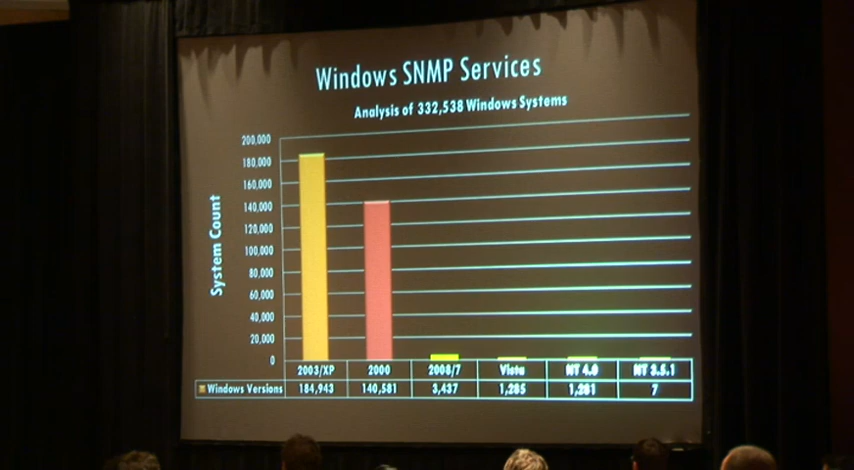 Windows SNMP Services
Analysis of 332,538 Windows Systems
System Count
200,000
180,000
160,000
140,000
120,000
100,000
80,000
60,000
40,000
20,000
0
2003/XP 2000 2008/7 Vista NT 4.0 NT 3.5.1
Windows Versions 184,943 140,581 3,437 1,285 1,281 7